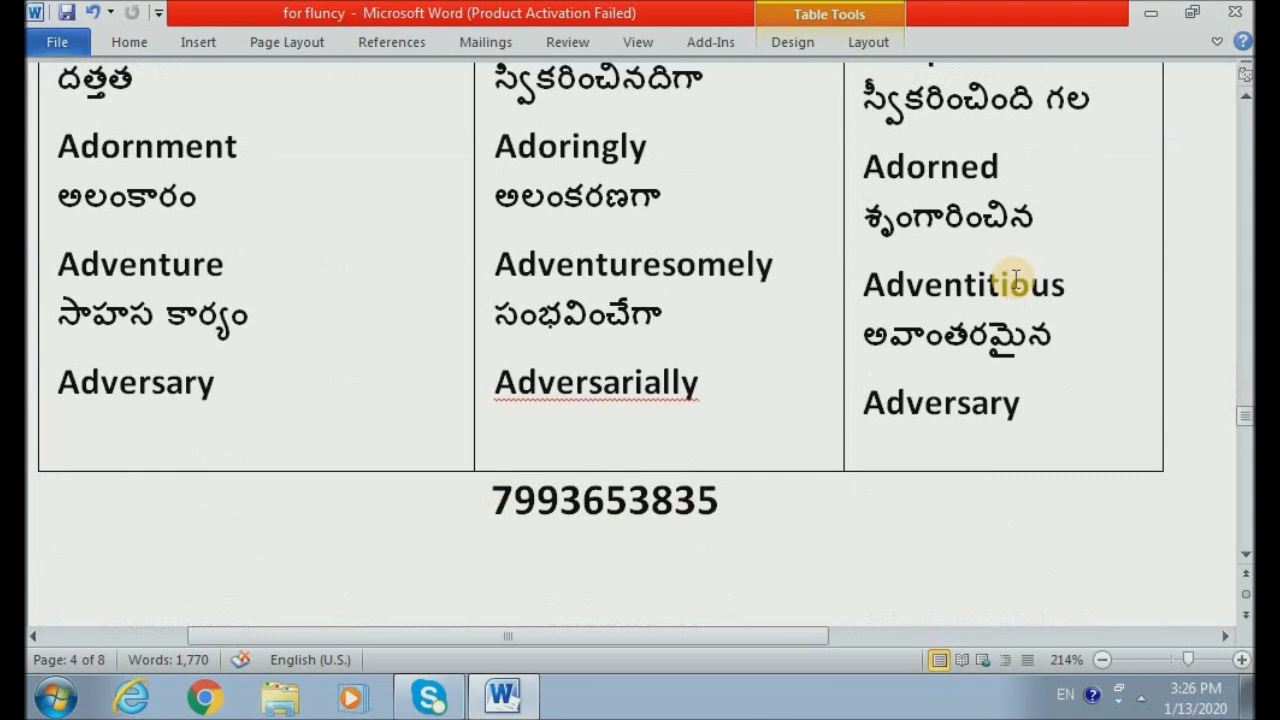 for fluncy - Microsoft Word (Product Activation Failed)
Table Tools
File Home Insert Page Layout References Mailings Review View Add-Ins Design Layout
దత్తత
Adornment
అలంకారం
Adventure
సాహస కార్యం
Adversary
స్వికరించినదిగా
Adoringly
అలంకరణగా
Adventuresomely
సంభవించేగా
Adversarially
స్వీకరించింది గల
Adorned
శృంగారించిన
Adventitious
అవాంతరమైన
Adversary
7993653835
Page: 4 of 8 Words: 1,770 English (U.S.) 214%
EN 3:26 PM
1/13/2020